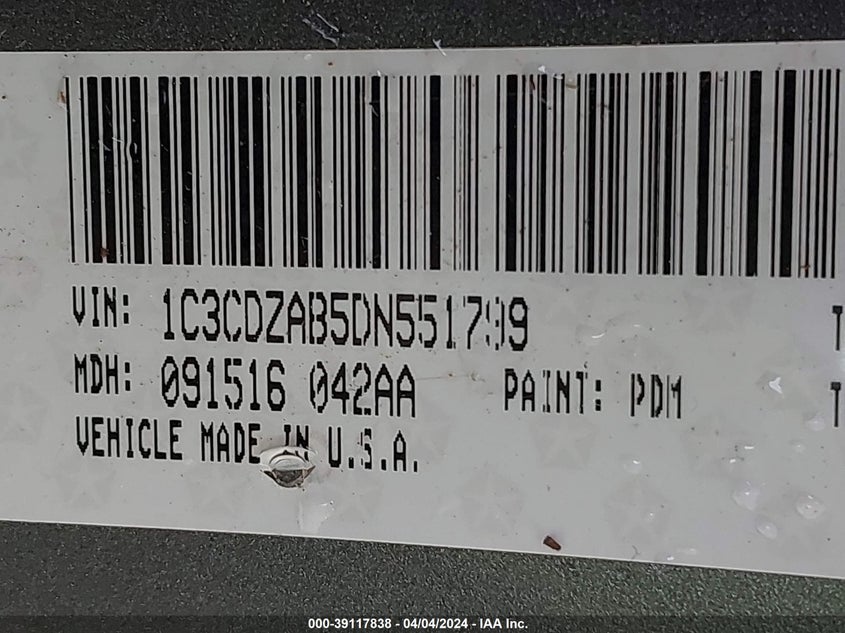 VIN: 1C3CDZAB5DN551799
MDH: 091516 042AA PAINT: PDM
VEHICLE MADE IN U.S.A.
000-39117838 - 04/04/2024 - IAA Inc.